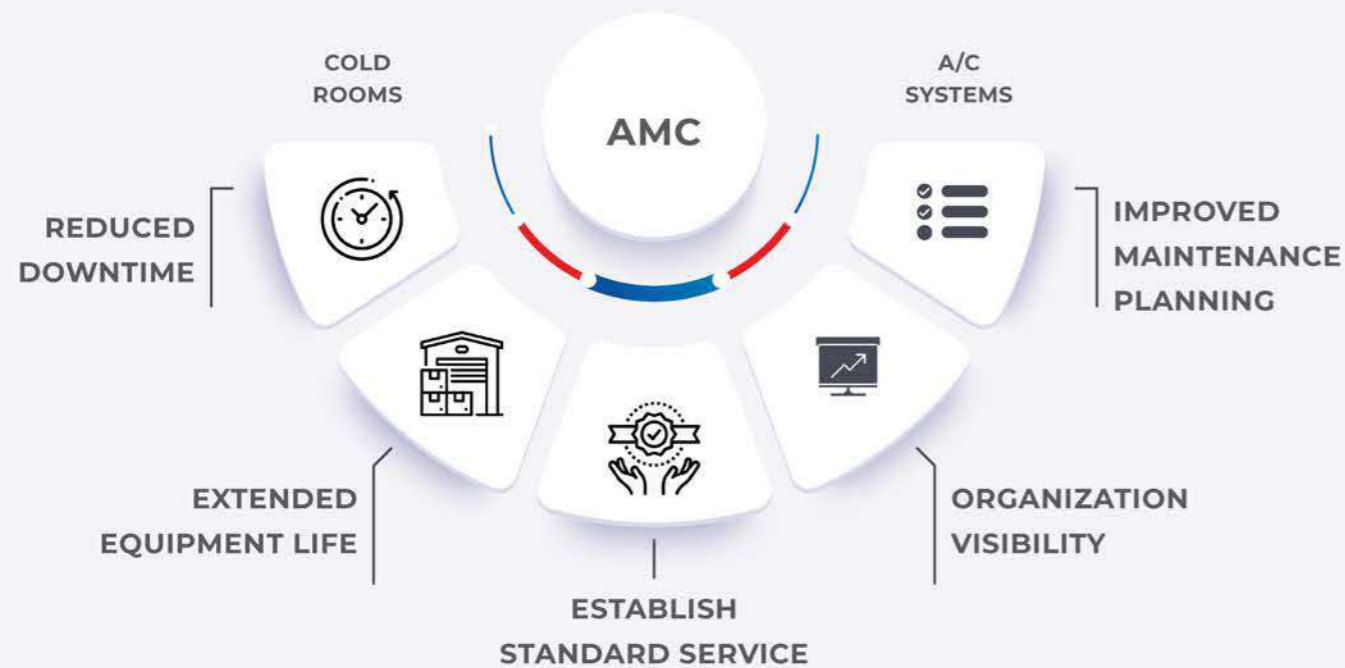 COLD
ROOMS
AMC
A/C
SYSTEMS
REDUCED
DOWNTIME
IMPROVED
MAINTENANCE
PLANNING
EXTENDED
EQUIPMENT LIFE
ORGANIZATION
VISIBILITY
ESTABLISH
STANDARD SERVICE